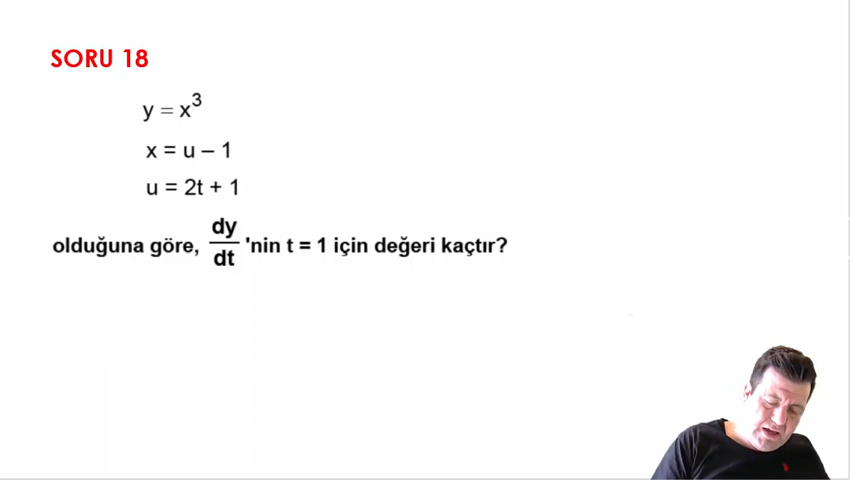 SORU 18
y = x³
x = u – 1
u = 2t + 1
olduğuna göre, dy/dt 'nin t = 1 için değeri kaçtır?